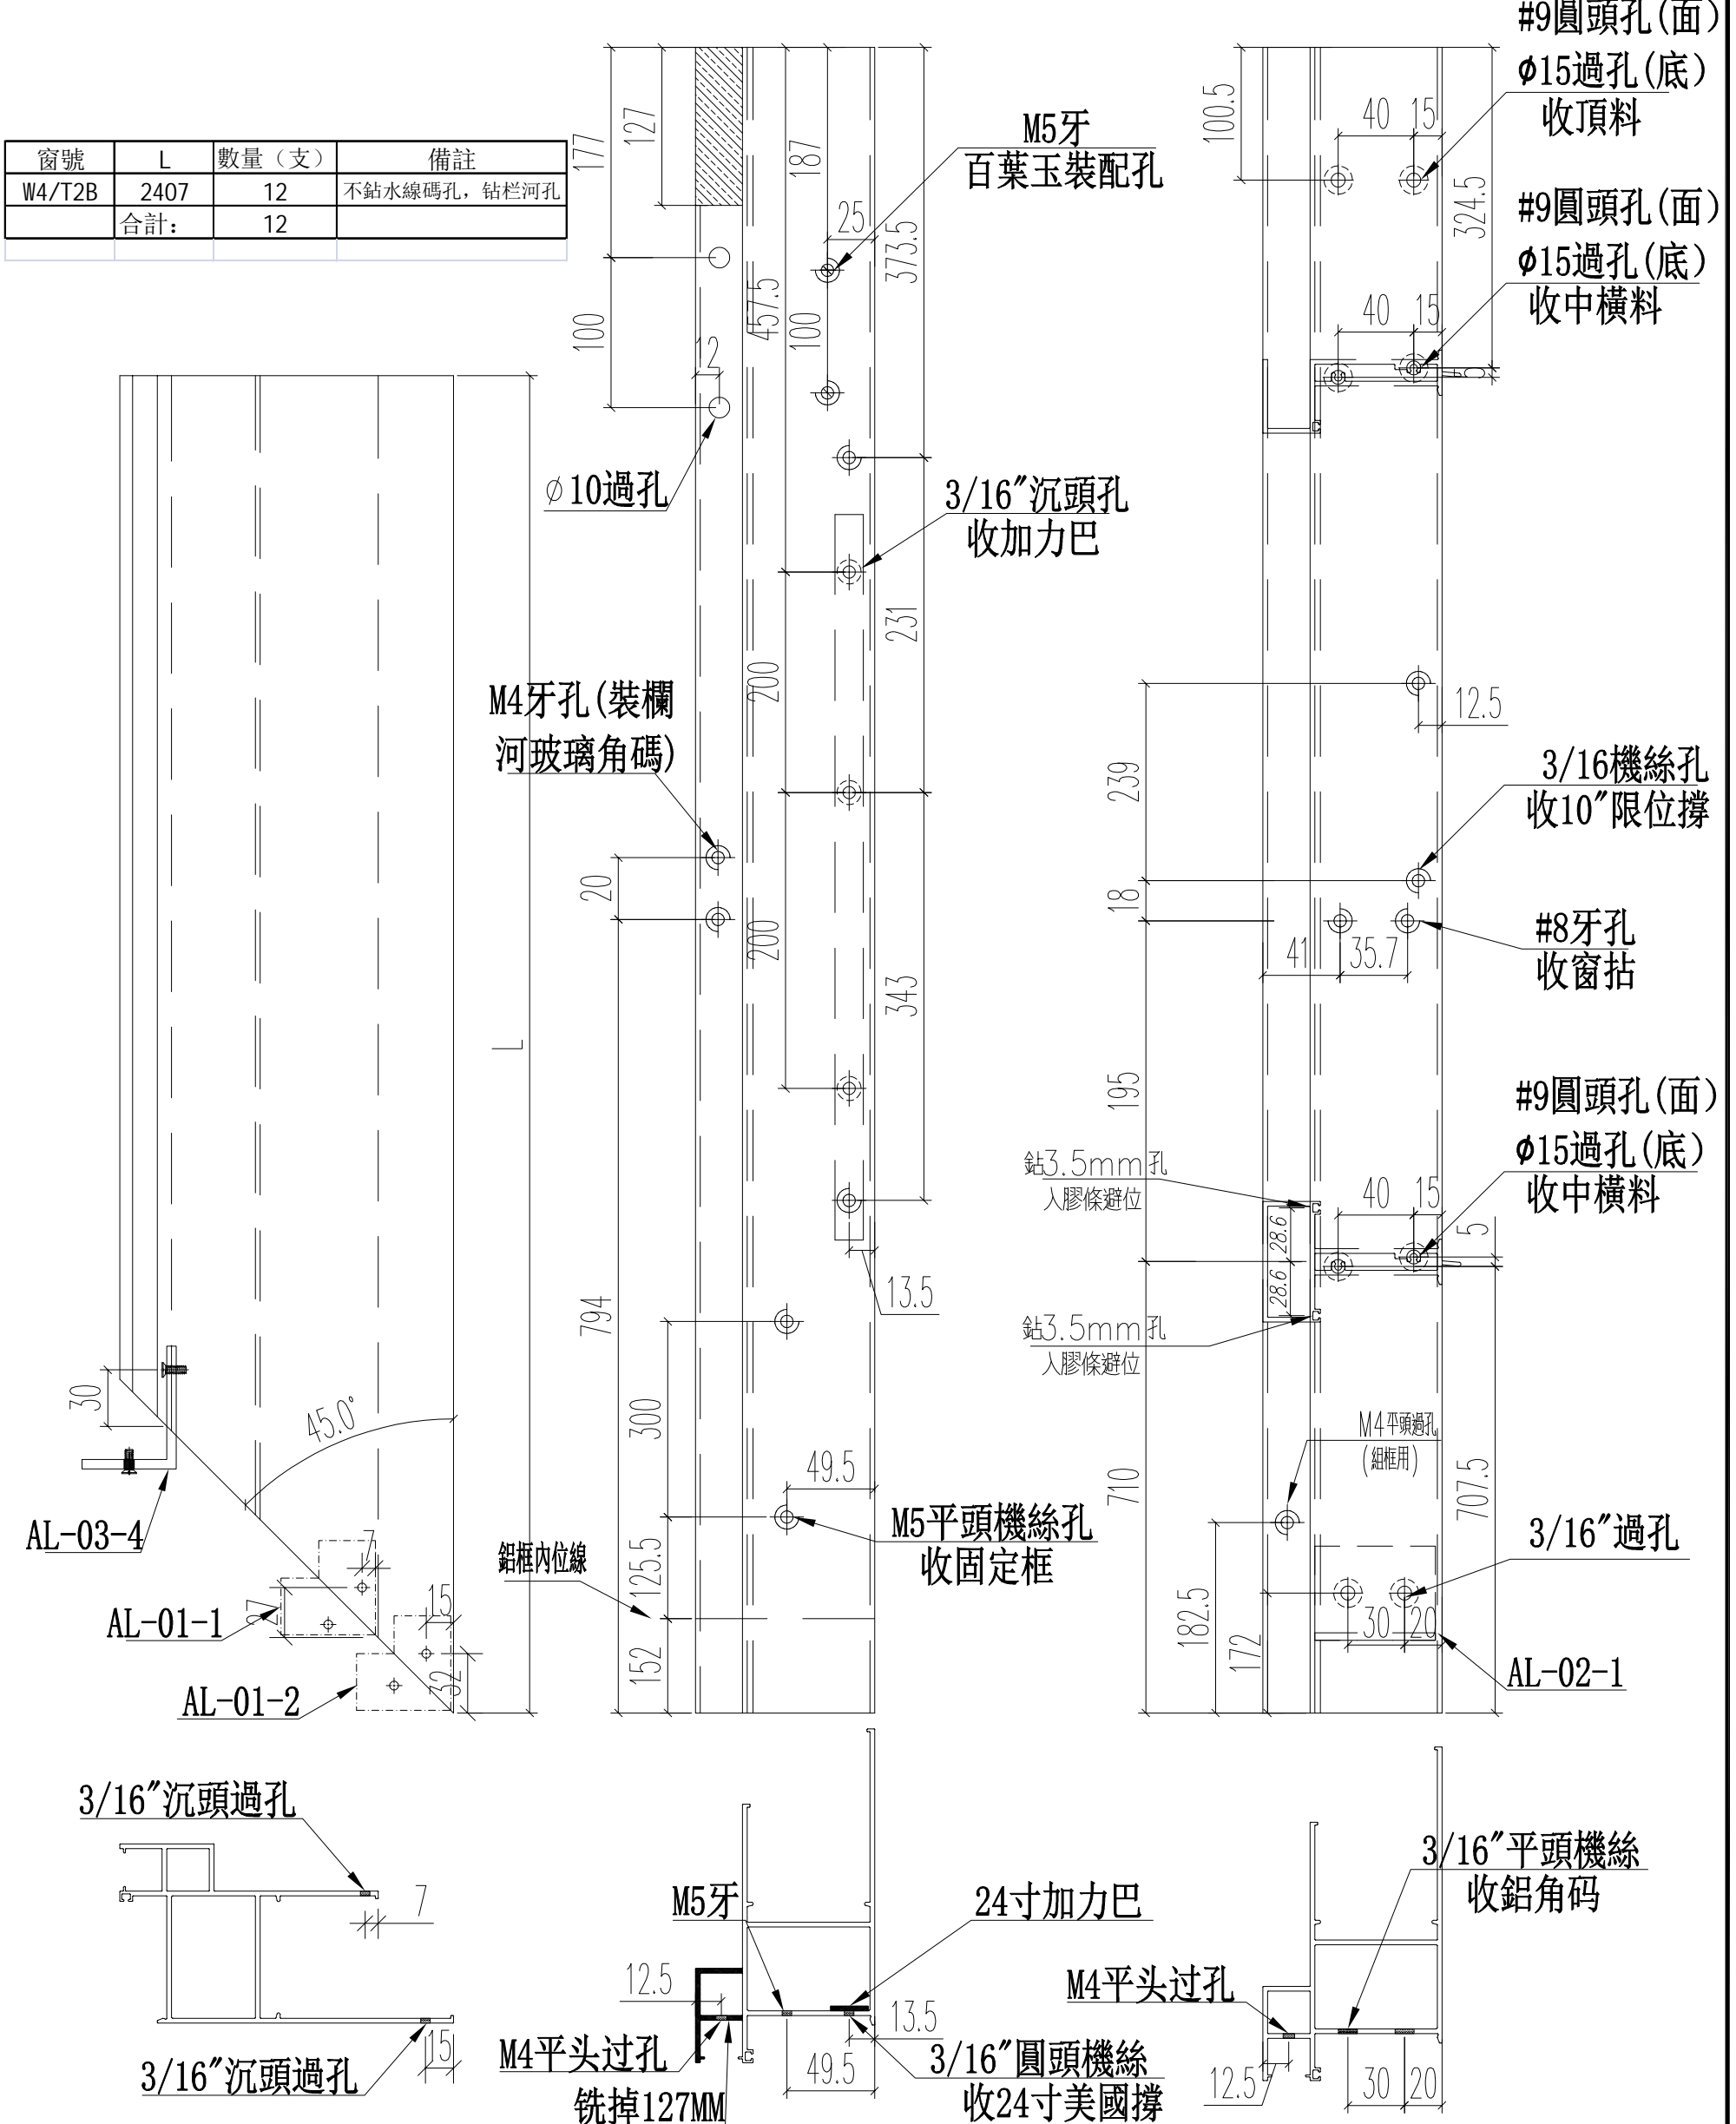 窗號 L 數量（支） 備註
W4/T2B 2407 12 不鉆水線碼孔，钻栏河孔
合計： 12
L
30
45.0°
AL-03-4
7
27
AL-01-1
15
AL-01-2
32
3/16"沉頭過孔
7
15
3/16"沉頭過孔
177
127
187
M5牙
百葉玉裝配孔
25
373.5
457.5
100
100
12
ϕ10過孔
3/16"沉頭孔
收加力巴
231
200
M4牙孔(裝欄
河玻璃角碼)
20
200
343
13.5
794
300
49.5
M5平頭機絲孔
收固定框
鋁框內位線
125.5
152
M5牙
24寸加力巴
12.5
13.5
M4平头过孔
铣掉127MM
49.5
3/16"圓頭機絲
收24寸美國撐
#9圓頭孔(面)
ϕ15過孔(底)
收頂料
100.5
40 15
324.5
#9圓頭孔(面)
ϕ15過孔(底)
收中橫料
40 15
12.5
239
3/16機絲孔
收10"限位撐
18
#8牙孔
收窗拈
41 35.7
195
#9圓頭孔(面)
ϕ15過孔(底)
收中橫料
鉆3.5mm孔
入膠條避位
40 15
5
28.6
28.6
鉆3.5mm孔
入膠條避位
M4平頭過孔
(組框用)
710
707.5
3/16"過孔
182.5
172
30 20
AL-02-1
3/16"平頭機絲
收鋁角码
M4平头过孔
12.5
30 20